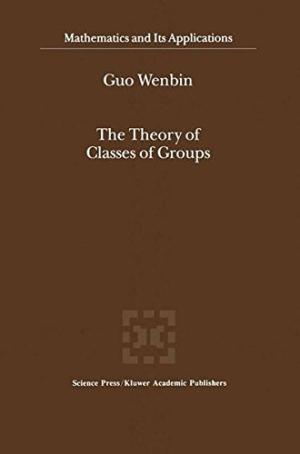 Mathematics and Its Applications
Guo Wenbin
The Theory of
Classes of Groups
Science Press/Kluwer Academic Publishers